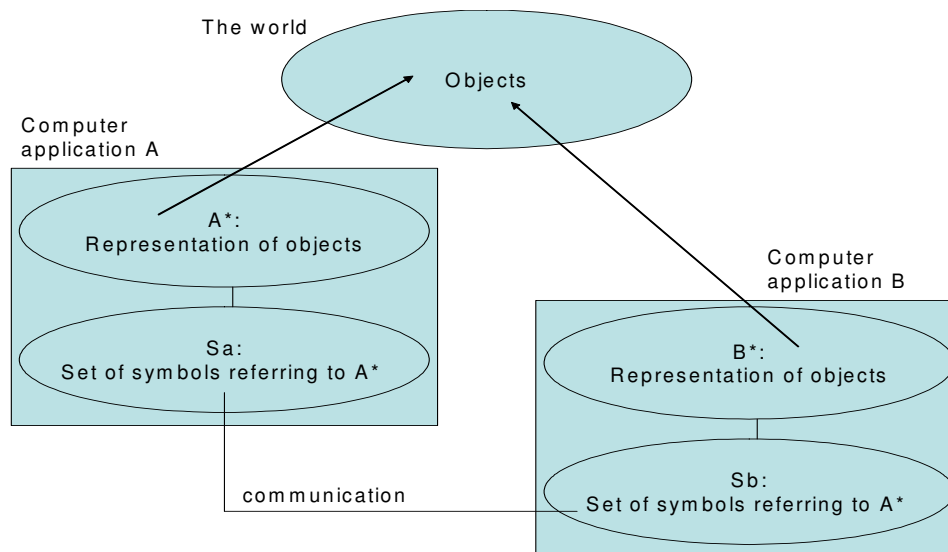 The world
Objects
Computer
application A
A*:
Representation of objects
Sa:
Set of symbols referring to A*
Computer
application B
B*:
Representation of objects
Sb:
Set of symbols referring to A*
communication